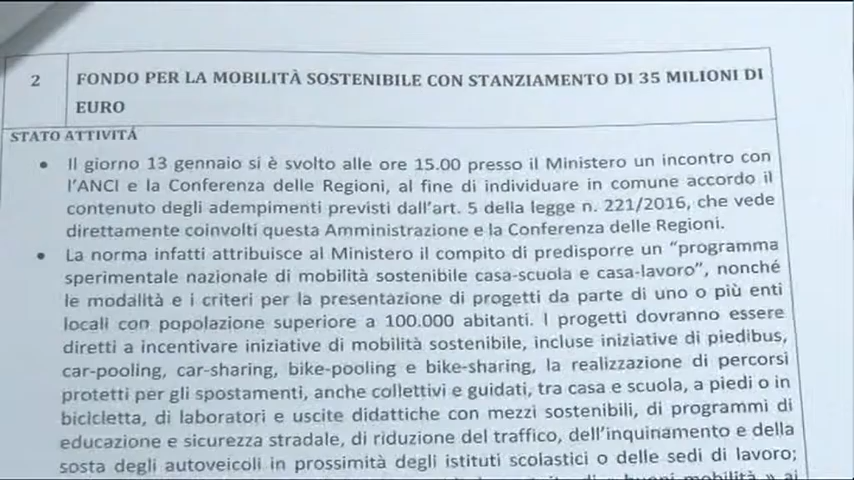 2 FONDO PER LA MOBILITÀ SOSTENIBILE CON STANZIAMENTO DI 35 MILIONI DI
EURO
STATO ATTIVITÁ
• Il giorno 13 gennaio si è svolto alle ore 15.00 presso il Ministero un incontro con
l'ANCI e la Conferenza delle Regioni, al fine di individuare in comune accordo il
contenuto degli adempimenti previsti dall'art. 5 della legge n. 221/2016, che vede
direttamente coinvolti questa Amministrazione e la Conferenza delle Regioni.
• La norma infatti attribuisce al Ministero il compito di predisporre un "programma
sperimentale nazionale di mobilità sostenibile casa-scuola e casa-lavoro", nonché
le modalità e i criteri per la presentazione di progetti da parte di uno o più enti
locali con popolazione superiore a 100.000 abitanti. I progetti dovranno essere
diretti a incentivare iniziative di mobilità sostenibile, incluse iniziative di piedibus,
car-pooling, car-sharing, bike-pooling e bike-sharing, la realizzazione di percorsi
protetti per gli spostamenti, anche collettivi e guidati, tra casa e scuola, a piedi o in
bicicletta, di laboratori e uscite didattiche con mezzi sostenibili, di programmi di
educazione e sicurezza stradale, di riduzione del traffico, dell'inquinamento e della
sosta degli autoveicoli in prossimità degli istituti scolastici o delle sedi di lavoro;
di « buoni mobilità » ai